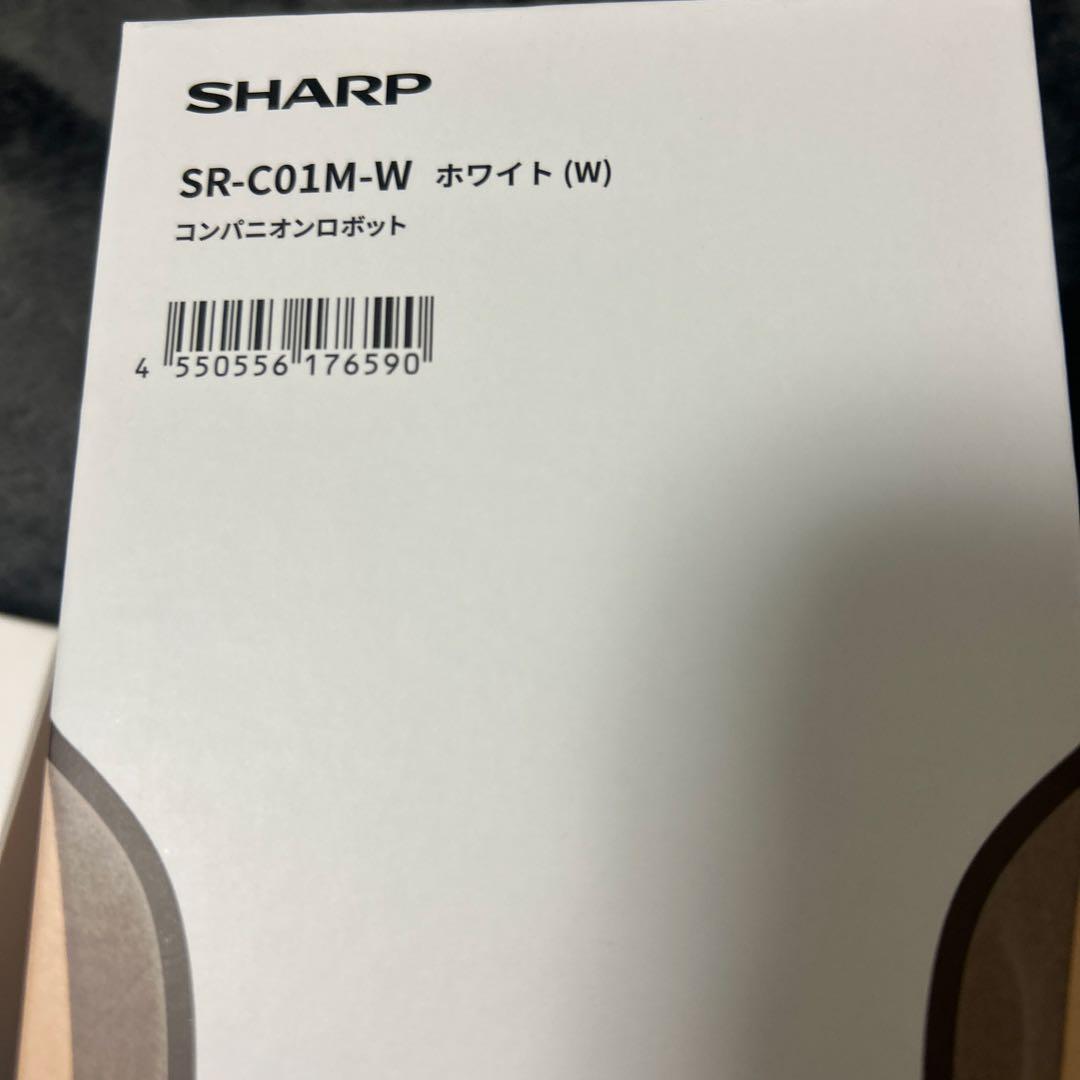 SHARP
SR-C01M-W ホワイト (W)
コンパニオンロボット
4 550556 176590